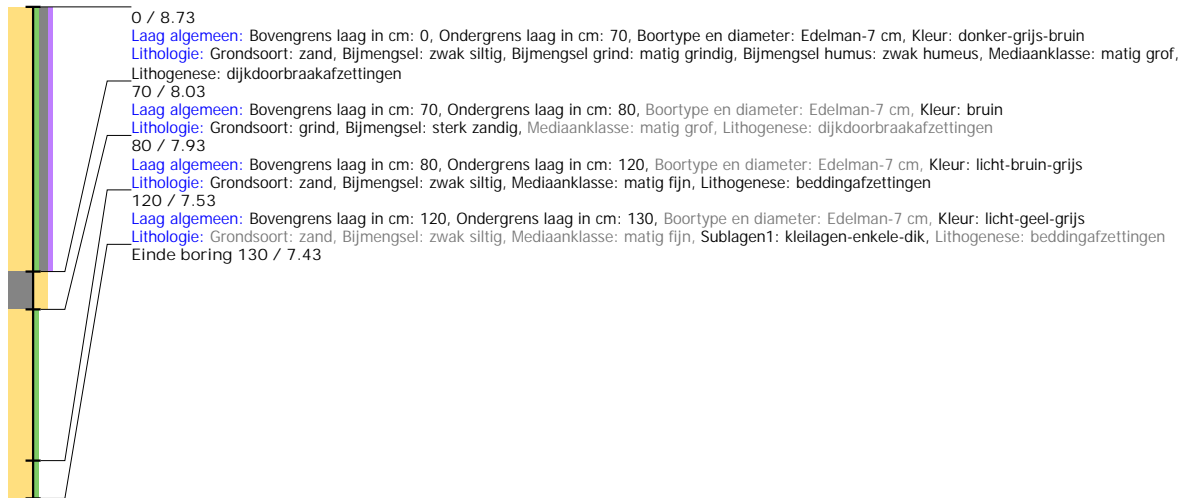 0 / 8.73
Laag algemeen: Bovengrens laag in cm: 0, Ondergrens laag in cm: 70, Boortype en diameter: Edelman-7 cm, Kleur: donker-grijs-bruin
Lithologie: Grondsoort: zand, Bijmengsel: zwak siltig, Bijmengsel grind: matig grindig, Bijmengsel humus: zwak humeus, Mediaanklasse: matig grof,
Lithogenese: dijkdoorbraakafzettingen
70 / 8.03
Laag algemeen: Bovengrens laag in cm: 70, Ondergrens laag in cm: 80, Boortype en diameter: Edelman-7 cm, Kleur: bruin
Lithologie: Grondsoort: grind, Bijmengsel: sterk zandig, Mediaanklasse: matig grof, Lithogenese: dijkdoorbraakafzettingen
80 / 7.93
Laag algemeen: Bovengrens laag in cm: 80, Ondergrens laag in cm: 120, Boortype en diameter: Edelman-7 cm, Kleur: licht-bruin-grijs
Lithologie: Grondsoort: zand, Bijmengsel: zwak siltig, Mediaanklasse: matig fijn, Lithogenese: beddingafzettingen
120 / 7.53
Laag algemeen: Bovengrens laag in cm: 120, Ondergrens laag in cm: 130, Boortype en diameter: Edelman-7 cm, Kleur: licht-geel-grijs
Lithologie: Grondsoort: zand, Bijmengsel: zwak siltig, Mediaanklasse: matig fijn, Sublagen1: kleilagen-enkele-dik, Lithogenese: beddingafzettingen
Einde boring 130 / 7.43